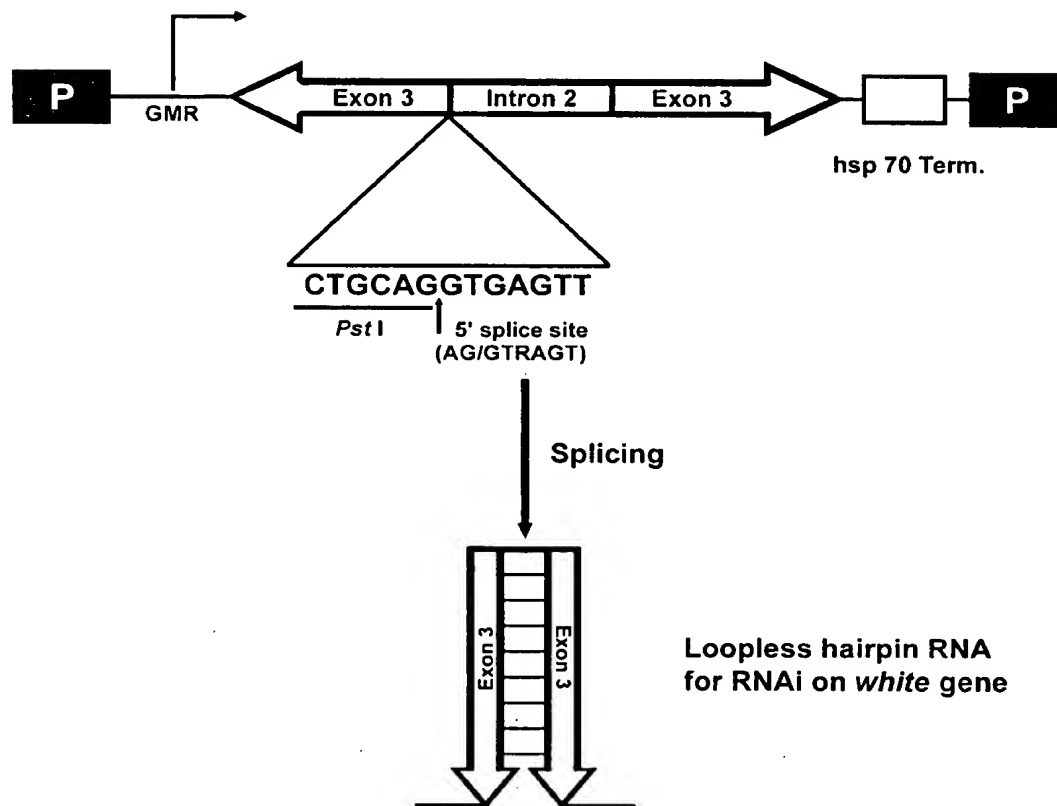 P
GMR
Exon 3
Intron 2
Exon 3
P
hsp 70 Term.
CTGCAGGTGAGTT
Pst I
5' splice site
(AG/GTRAGT)
Splicing
Exon 3
Exon 3
Loopless hairpin RNA
for RNAi on white gene